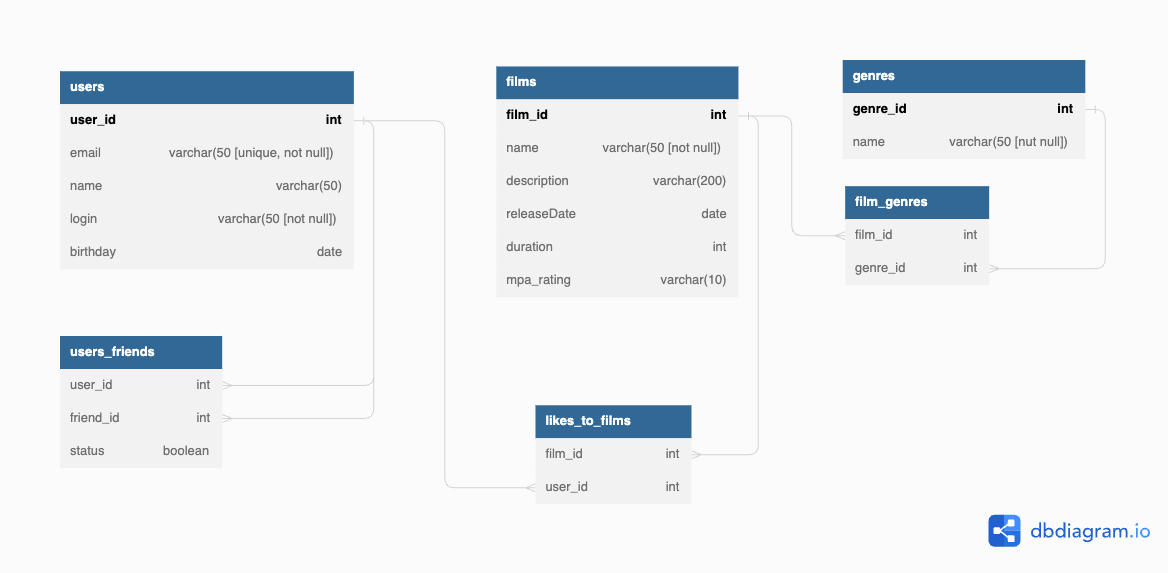 users
user_id int
email varchar(50 [unique, not null])
name varchar(50)
login varchar(50 [not null])
birthday date
films
film_id int
name varchar(50 [not null])
description varchar(200)
releaseDate date
duration int
mpa_rating varchar(10)
genres
genre_id int
name varchar(50 [nut null])
film_genres
film_id int
genre_id int
users_friends
user_id int
friend_id int
status boolean
likes_to_films
film_id int
user_id int
dbdiagram.io